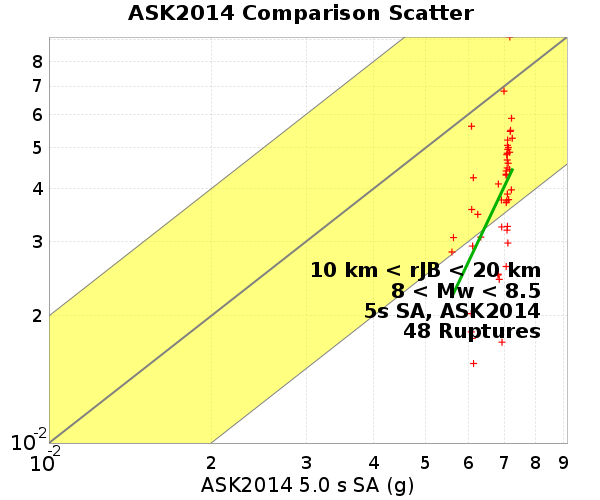 ASK2014 Comparison Scatter
8
7
6
5
4
3
2
10-2
10 km < rJB < 20 km
8 < Mw < 8.5
5s SA, ASK2014
48 Ruptures
10-2 2 3 4 5 6 7 8 9
ASK2014 5.0 s SA (g)